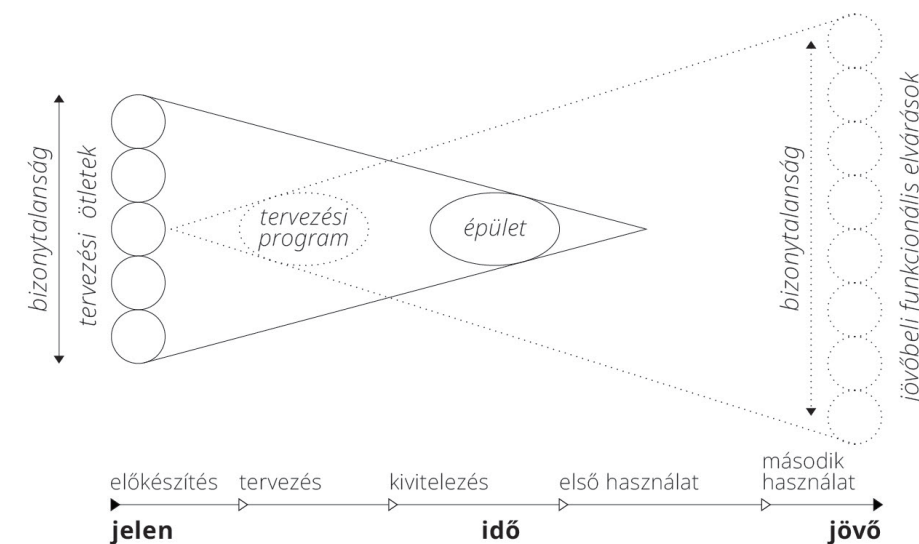 bizonytalanság
tervezési ötletek
tervezési
program
épület
bizonytalanság
jövőbeli funkcionális elvárások
előkészítés
tervezés
kivitelezés
első használat
második
használat
jelen
idő
jövő